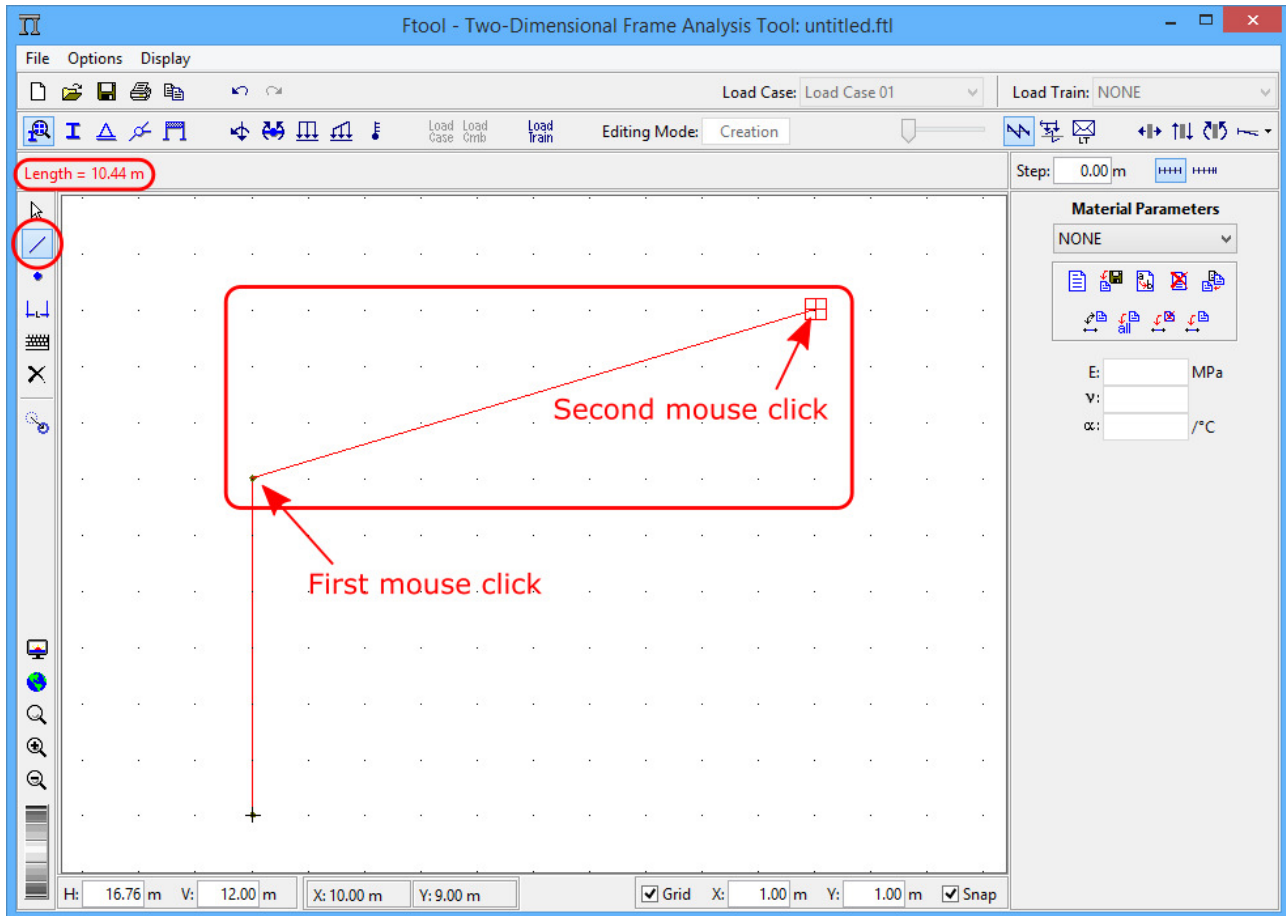 Ftool - Two-Dimensional Frame Analysis Tool: untitled.ftl
File Options Display
Load Case: Load Case 01 Load Train: NONE
Load Case Load Cmb Load Train Editing Mode: Creation LT
Length = 10.44 m Step: 0.00 m
Material Parameters
NONE
a b
all
E: MPa
ν:
α: /°C
L
Second mouse click
First mouse click
H: 16.76 m V: 12.00 m X: 10.00 m Y: 9.00 m Grid X: 1.00 m Y: 1.00 m Snap